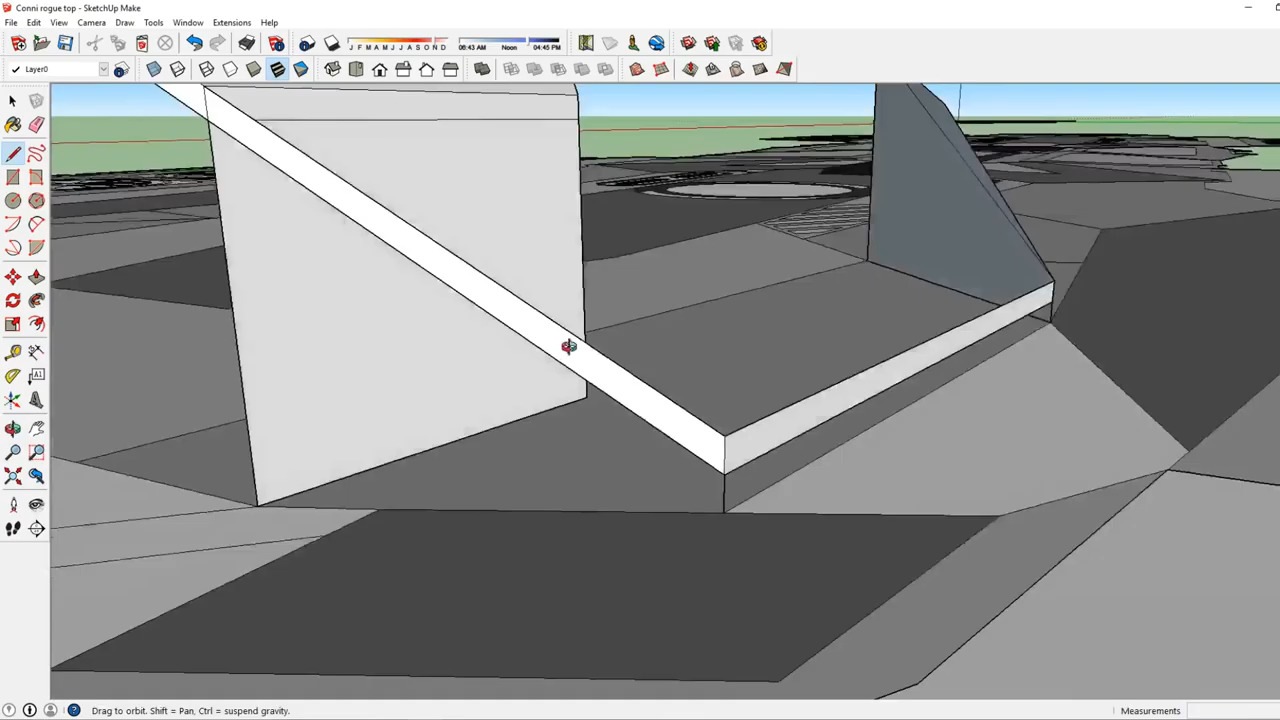 Conni rogue top - SketchUp Make
File Edit View Camera Draw Tools Window Extensions Help
J F M A M J J A S O N D 06:43 AM Noon 04:45 PM
Layer0
A1
Drag to orbit. Shift = Pan, Ctrl = suspend gravity.
Measurements